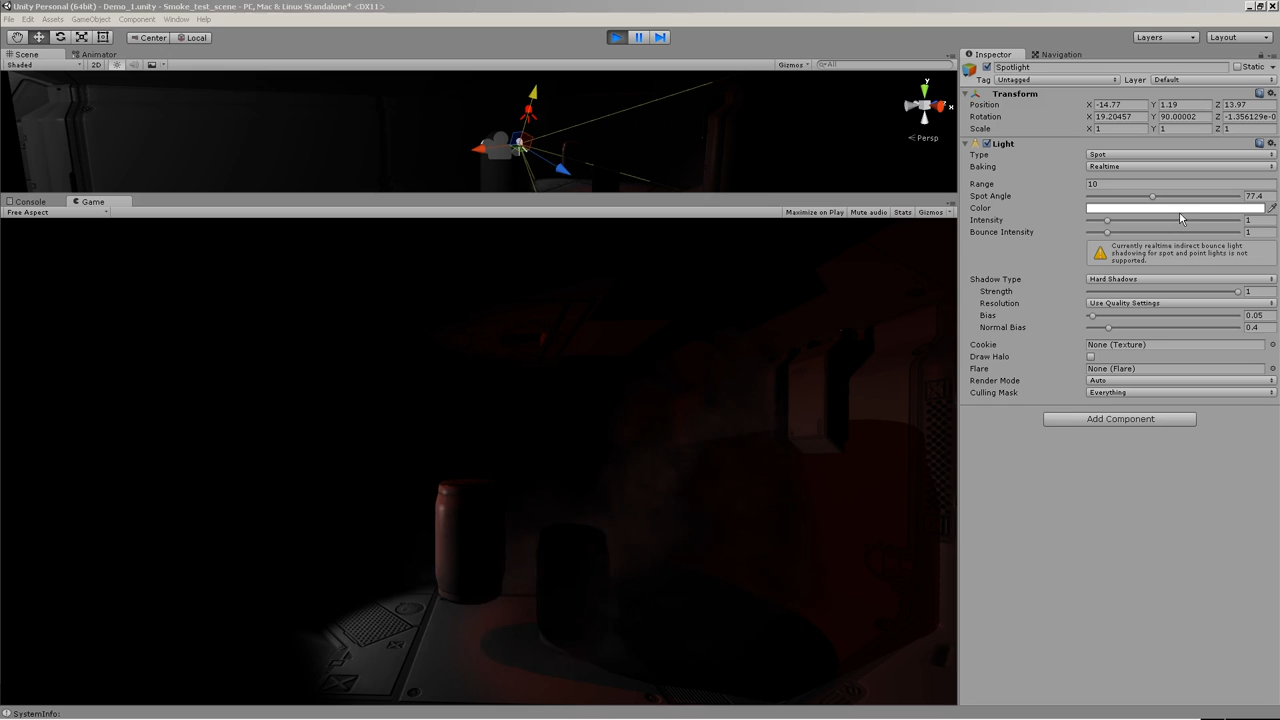 Unity Personal (64bit) - Demo_1.unity - Smoke_test_scene - PC, Mac & Linux Standalone* <DX11>
File Edit Assets GameObject Component Window Help
Center Local Layers Layout
Scene Animator
Shaded 2D Gizmos All
y
x
Persp
Console Game
Free Aspect Maximize on Play Mute audio Stats Gizmos
Inspector Navigation
Spotlight Static
Tag Untagged Layer Default
Transform
Position X -14.77 Y 1.19 Z 13.97
Rotation X 19.20457 Y 90.00002 Z -1.356129e-0
Scale X 1 Y 1 Z 1
Light
Type Spot
Baking Realtime
Range 10
Spot Angle 77.4
Color
Intensity 1
Bounce Intensity 1
Currently realtime indirect bounce light
shadowing for spot and point lights is not
supported.
Shadow Type Hard Shadows
Strength 1
Resolution Use Quality Settings
Bias 0.05
Normal Bias 0.4
Cookie None (Texture)
Draw Halo
Flare None (Flare)
Render Mode Auto
Culling Mask Everything
Add Component
SystemInfo: